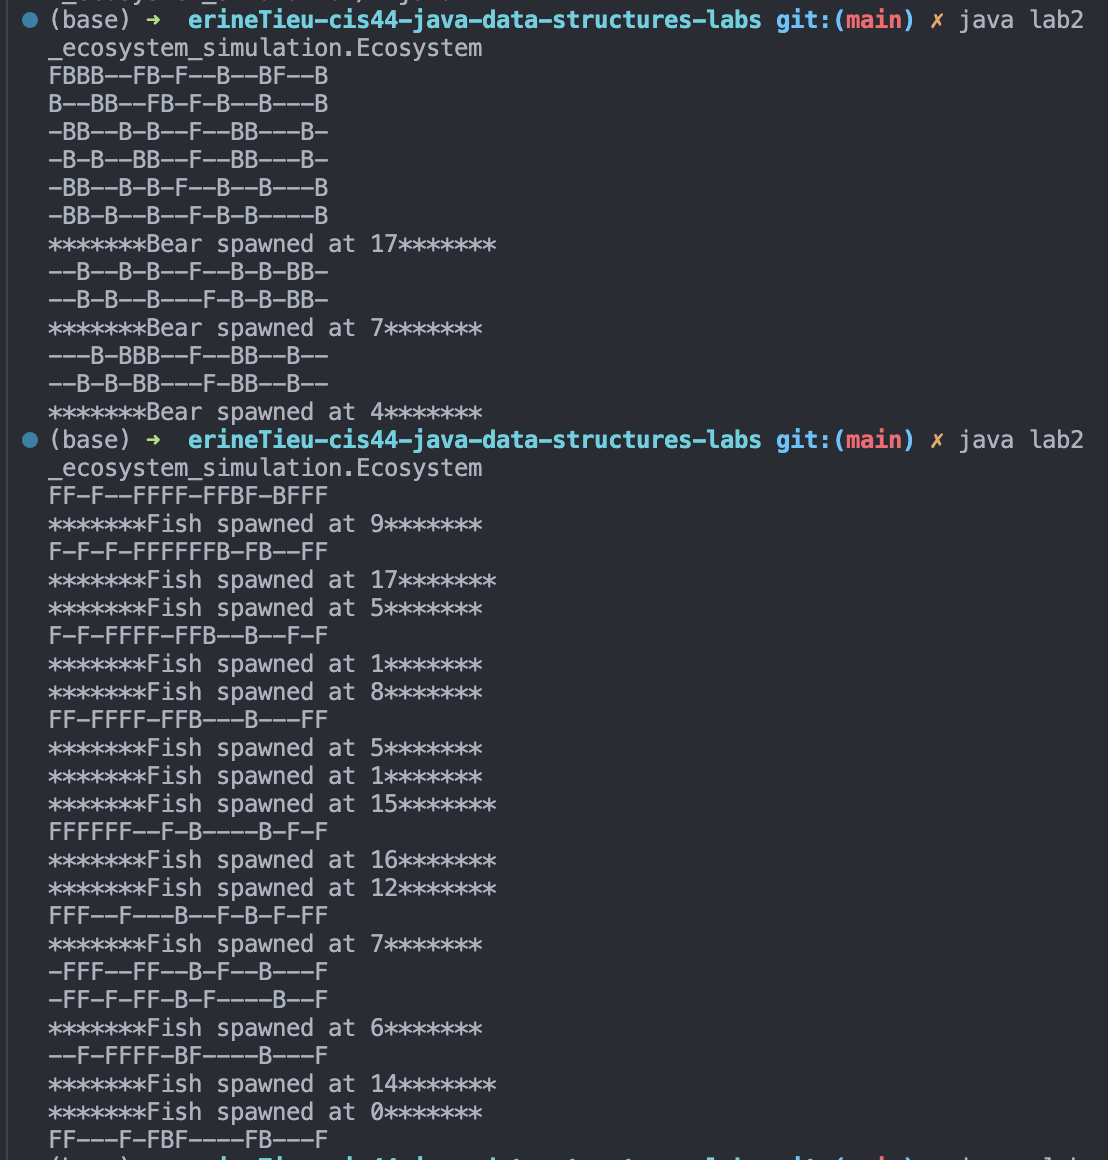 (base) ➜  erineTieu-cis44-java-data-structures-labs git:(main) ✗ java lab2
_ecosystem_simulation.Ecosystem
FBBB--FB-F--B--BF--B
B--BB--FB-F-B--B---B
-BB--B-B--F--BB---B-
-B-B--BB--F--BB---B-
-BB--B-B-F--B--B---B
-BB-B--B--F-B-B----B
*******Bear spawned at 17*******
--B--B-B--F--B-B-BB-
--B-B--B---F-B-B-BB-
*******Bear spawned at 7*******
---B-BBB--F--BB--B--
--B-B-BB---F-BB--B--
*******Bear spawned at 4*******
(base) ➜  erineTieu-cis44-java-data-structures-labs git:(main) ✗ java lab2
_ecosystem_simulation.Ecosystem
FF-F--FFFF-FFBF-BFFF
*******Fish spawned at 9*******
F-F-F-FFFFFFB-FB--FF
*******Fish spawned at 17*******
*******Fish spawned at 5*******
F-F-FFFF-FFB--B--F-F
*******Fish spawned at 1*******
*******Fish spawned at 8*******
FF-FFFF-FFB---B---FF
*******Fish spawned at 5*******
*******Fish spawned at 1*******
*******Fish spawned at 15*******
FFFFFF--F-B----B-F-F
*******Fish spawned at 16*******
*******Fish spawned at 12*******
FFF--F---B--F-B-F-FF
*******Fish spawned at 7*******
-FFF--FF--B-F--B---F
-FF-F-FF-B-F----B--F
*******Fish spawned at 6*******
--F-FFFF-BF----B---F
*******Fish spawned at 14*******
*******Fish spawned at 0*******
FF---F-FBF----FB---F